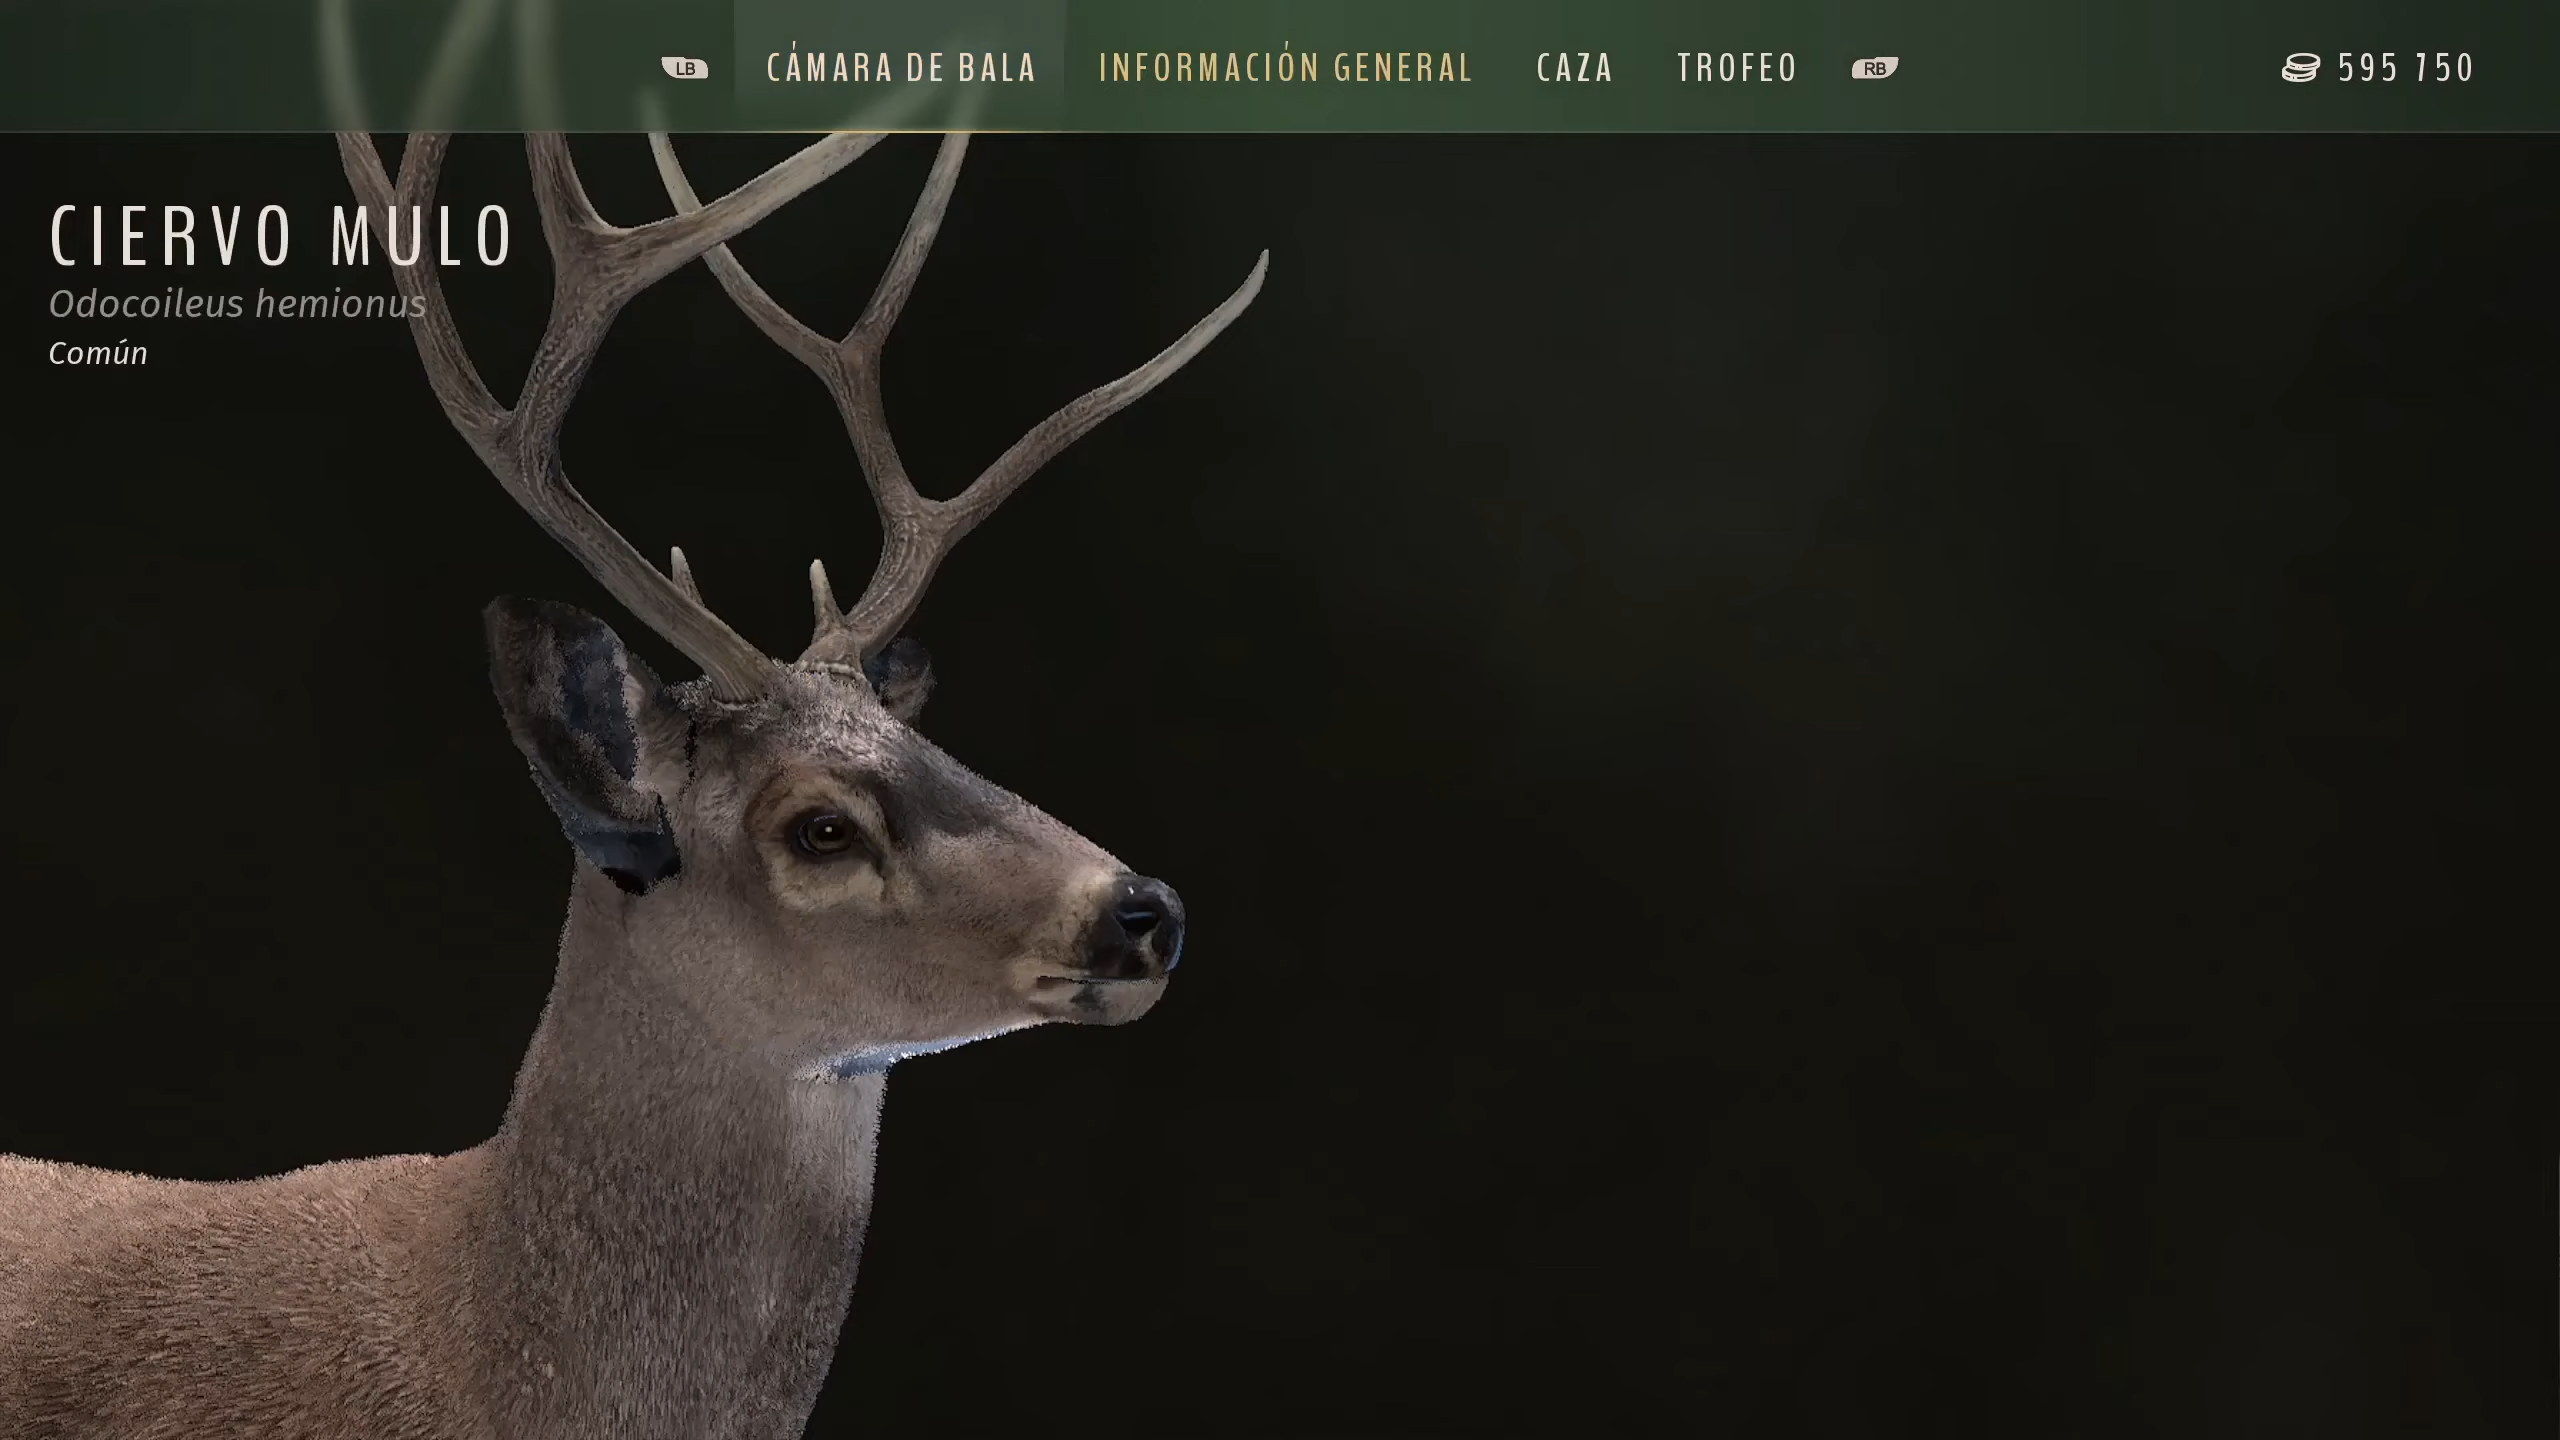 LB CÁMARA DE BALA INFORMACIÓN GENERAL CAZA TROFEO RB 595 750
CIERVO MULO
Odocoileus hemionus
Común